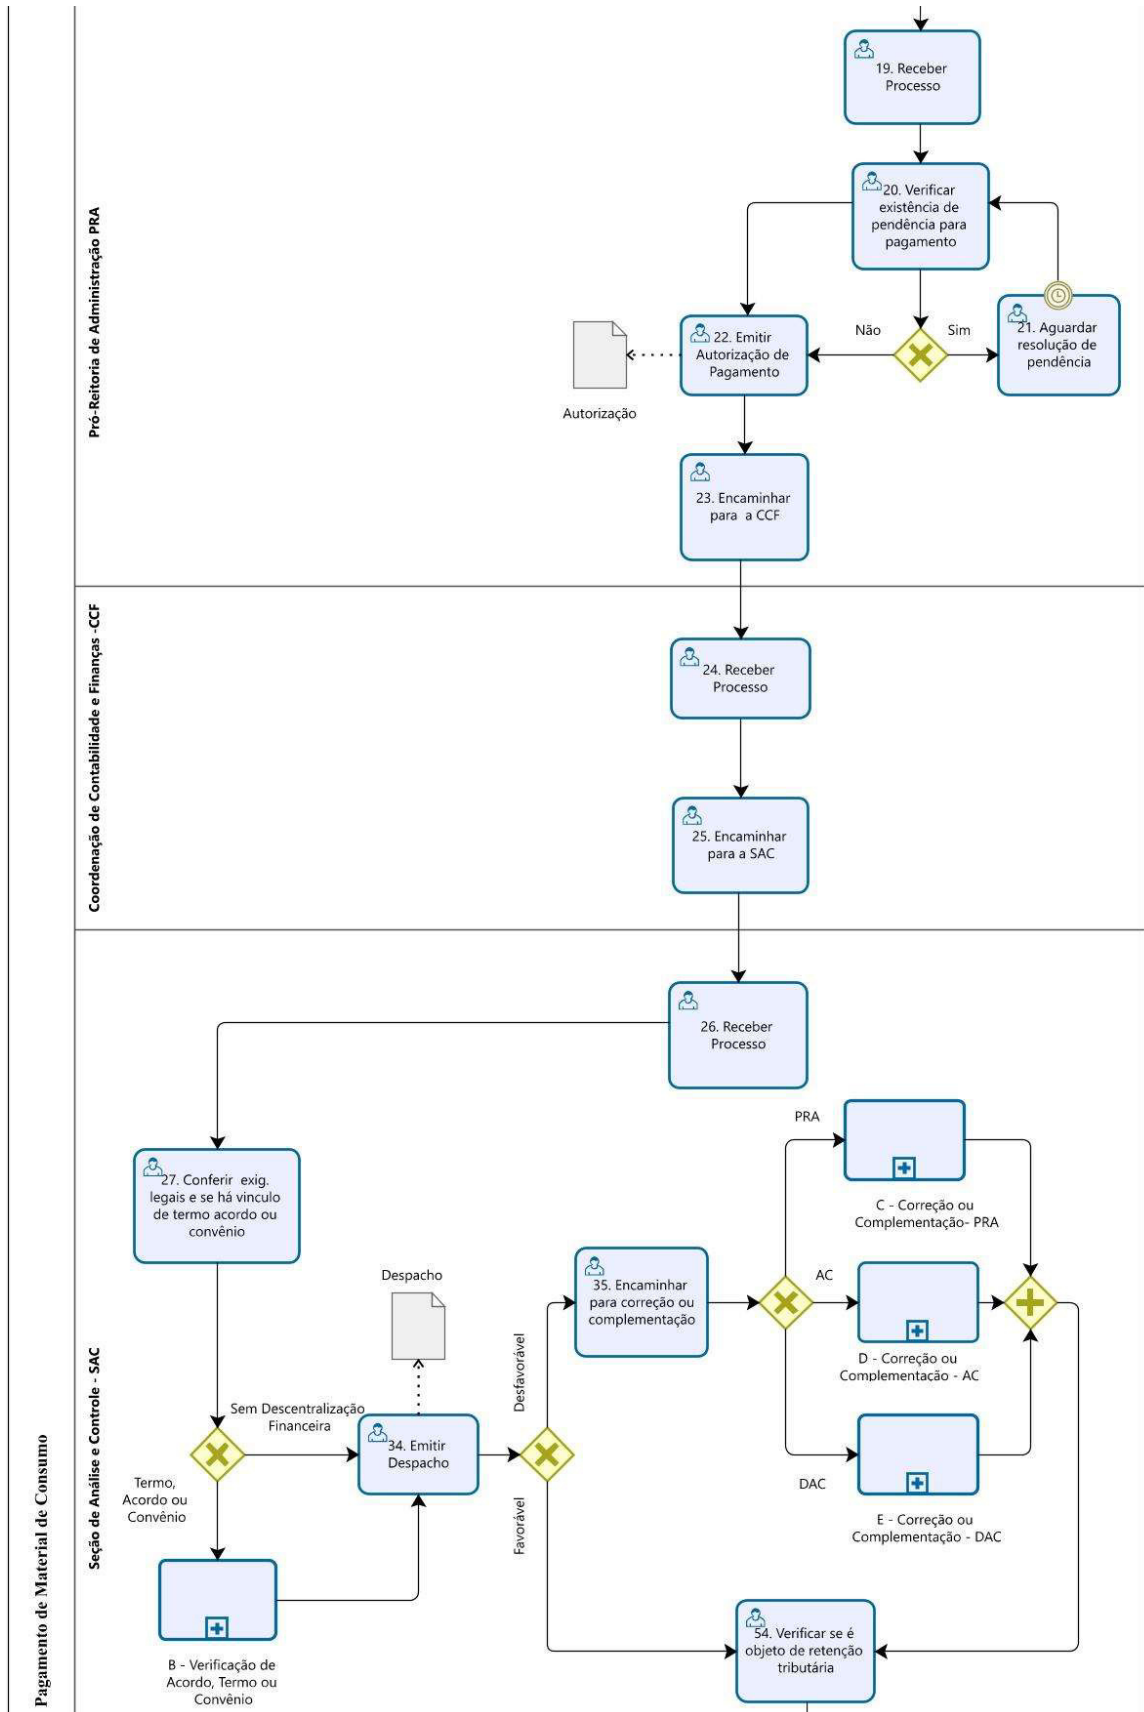 Pagamento de Material de Consumo
Pró-Reitoria de Administração PRA
19. Receber
Processo
20. Verificar
existência de
pendência para
pagamento
22. Emitir
Autorização de
Pagamento
Não
Sim
21. Aguardar
resolução de
pendência
Autorização
23. Encaminhar
para a CCF
Coordenação de Contabilidade e Finanças -CCF
24. Receber
Processo
25. Encaminhar
para a SAC
Seção de Análise e Controle - SAC
26. Receber
Processo
27. Conferir exig.
legais e se há vinculo
de termo acordo ou
convênio
Sem Descentralização
Financeira
Termo,
Acordo ou
Convênio
B - Verificação de
Acordo, Termo ou
Convênio
Despacho
34. Emitir
Despacho
Desfavorável
Favorável
35. Encaminhar
para correção ou
complementação
PRA
C - Correção ou
Complementação- PRA
AC
D - Correção ou
Complementação - AC
DAC
E - Correção ou
Complementação - DAC
54. Verificar se é
objeto de retenção
tributária